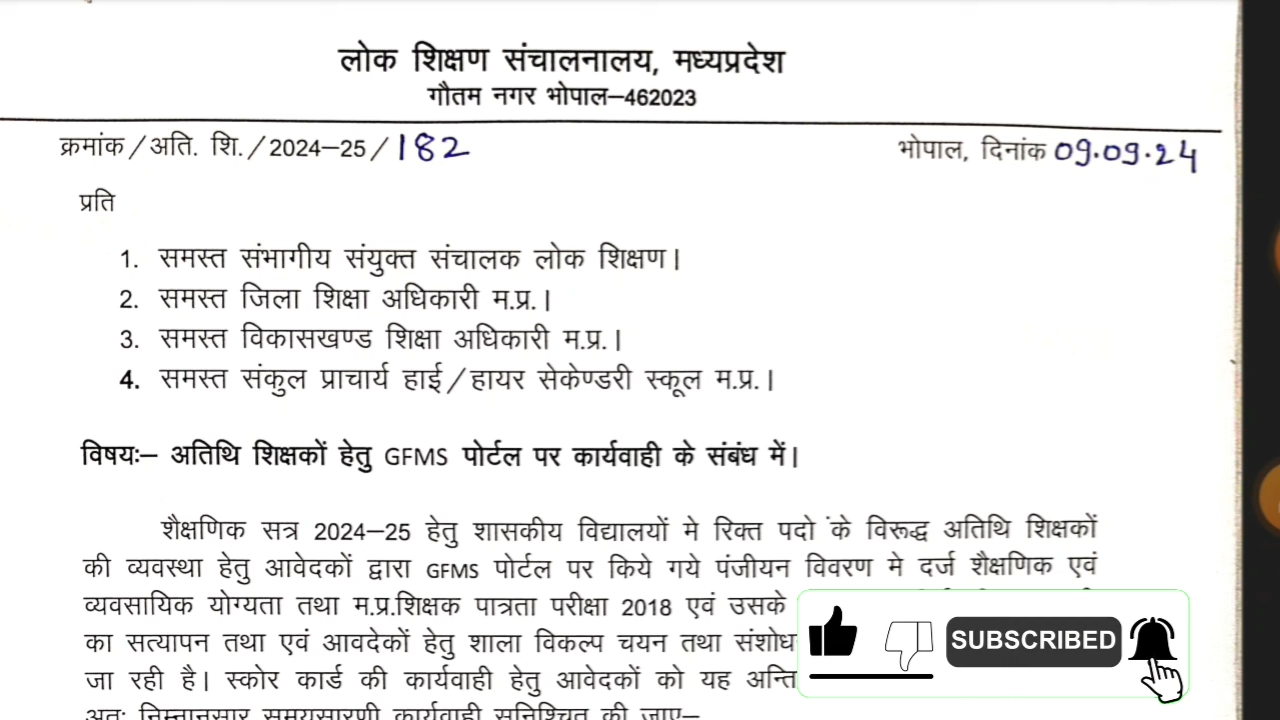 लोक शिक्षण संचालनालय, मध्यप्रदेश
गौतम नगर भोपाल–462023
क्रमांक/अति. शि./2024–25/182 भोपाल, दिनांक 09.09.24
प्रति
1. समस्त संभागीय संयुक्त संचालक लोक शिक्षण।
2. समस्त जिला शिक्षा अधिकारी म.प्र.।
3. समस्त विकासखण्ड शिक्षा अधिकारी म.प्र.।
4. समस्त संकुल प्राचार्य हाई/हायर सेकेण्डरी स्कूल म.प्र.।
विषयः– अतिथि शिक्षकों हेतु GFMS पोर्टल पर कार्यवाही के संबंध में।
शैक्षणिक सत्र 2024–25 हेतु शासकीय विद्यालयों मे रिक्त पदों के विरूद्ध अतिथि शिक्षकों
की व्यवस्था हेतु आवेदकों द्वारा GFMS पोर्टल पर किये गये पंजीयन विवरण मे दर्ज शैक्षणिक एवं
व्यवसायिक योग्यता तथा म.प्र.शिक्षक पात्रता परीक्षा 2018 एवं उसके
का सत्यापन तथा एवं आवदेकों हेतु शाला विकल्प चयन तथा
जा रही है। स्कोर कार्ड की कार्यवाही हेतु आवेदकों को यह
अतः निम्नानुसार समयसारणी कार्यवाही सुनिश्चित की जाए–
SUBSCRIBED